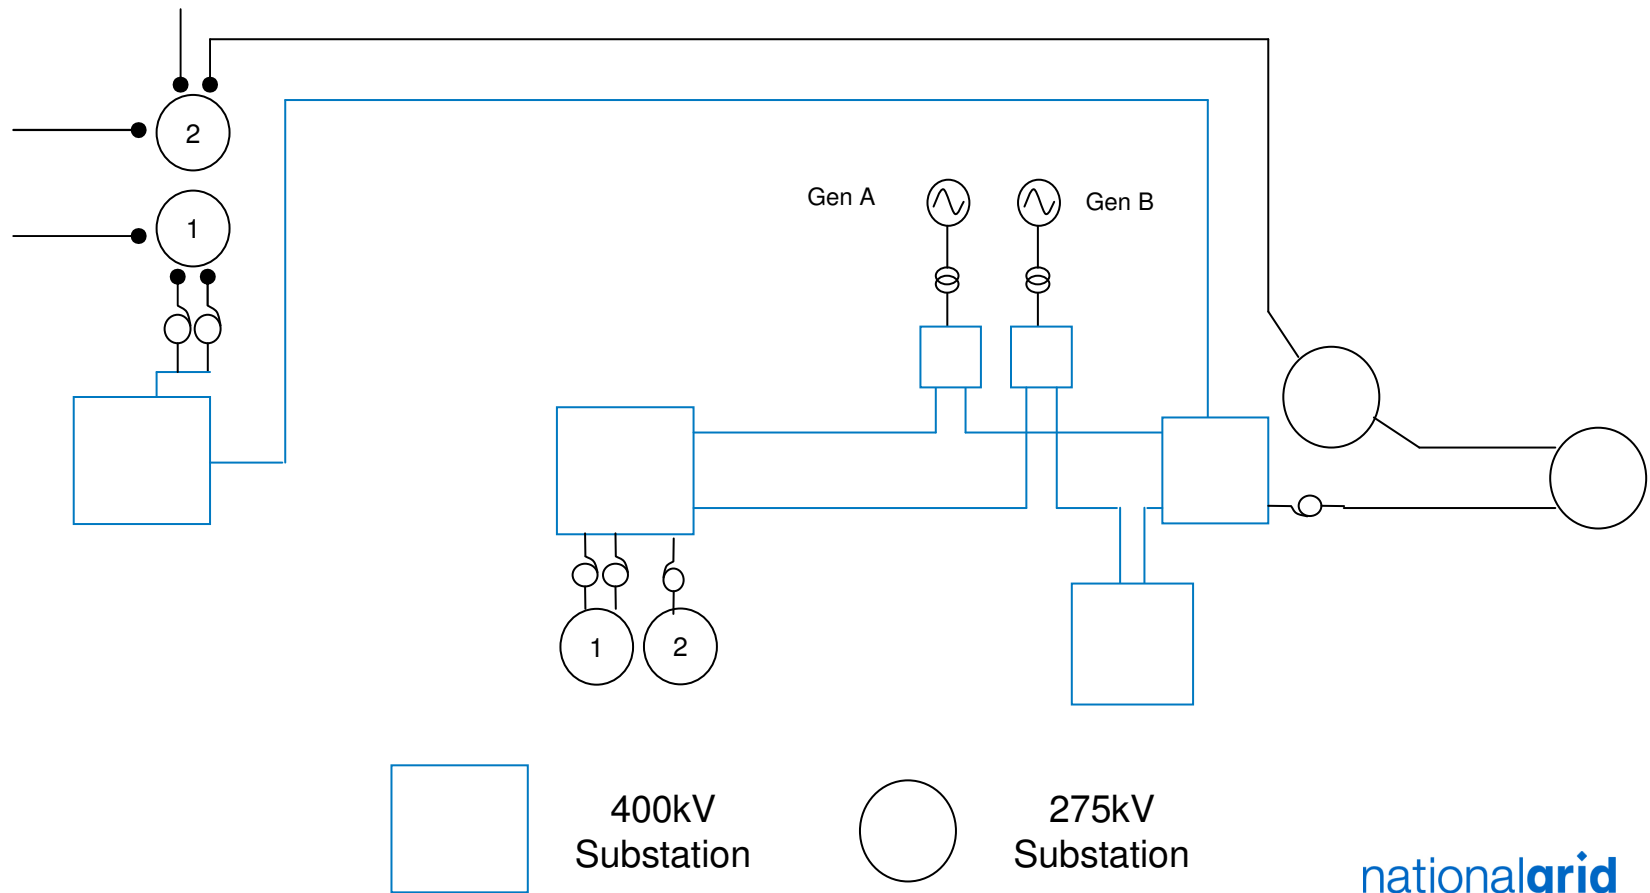 2
1
Gen A
Gen B
1
2
400kV
Substation
275kV
Substation
nationalgrid